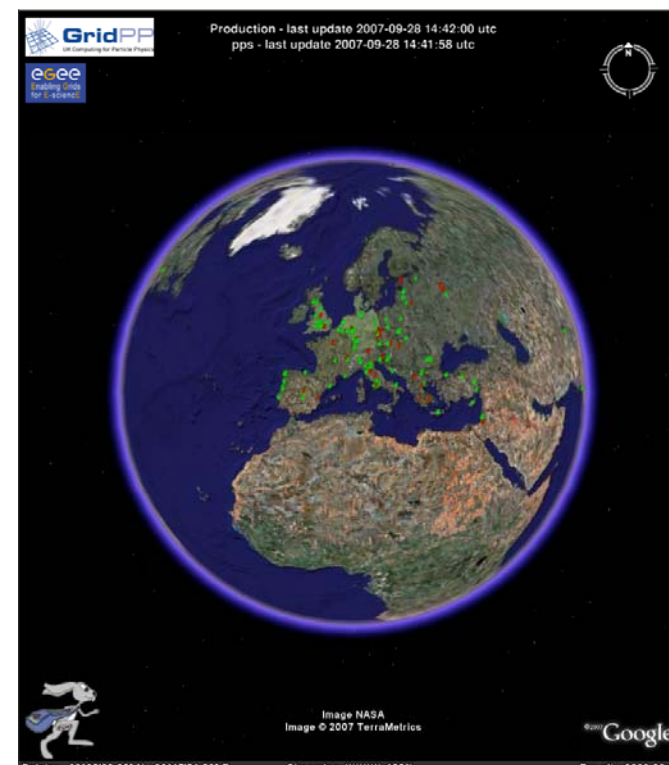 GridPP
UK Computing for Particle Physics
Production - last update 2007-09-28 14:42:00 utc
pps - last update 2007-09-28 14:41:58 utc
N
eGee
Enabling Grids
for E-sciencE
Image NASA
Image © 2007 TerraMetrics
©2007 Google